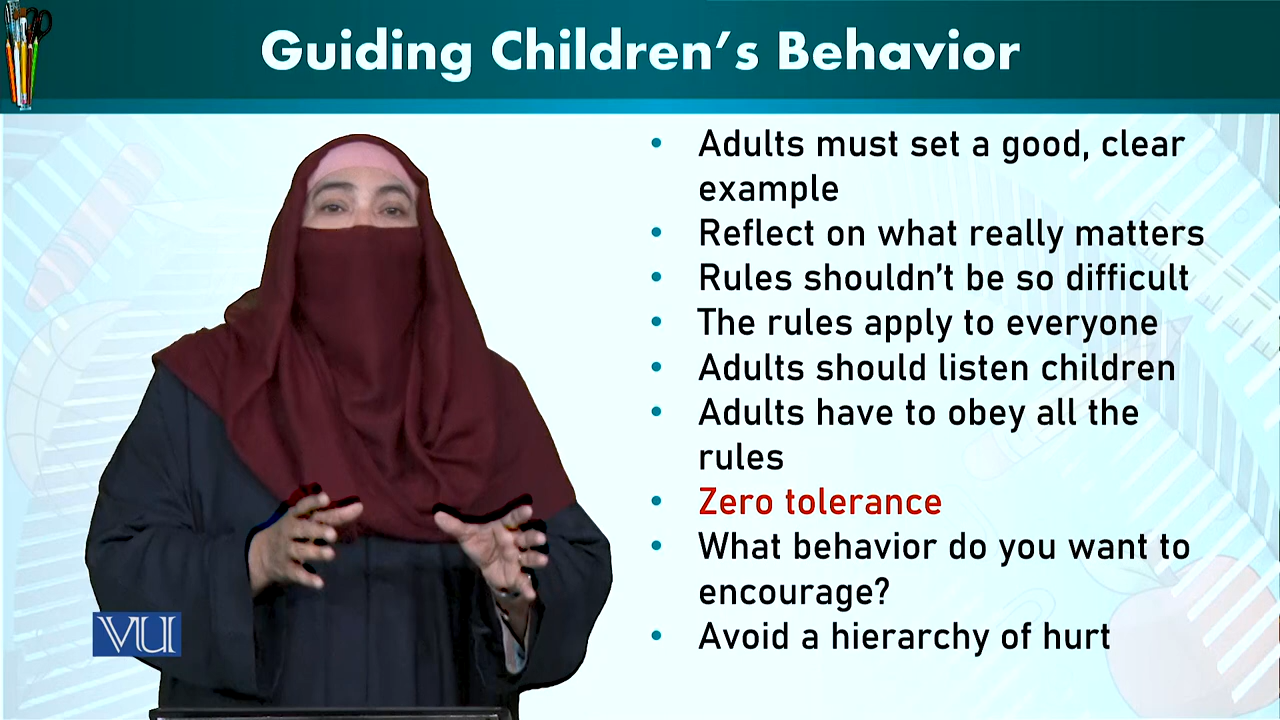 Guiding Children's Behavior
• Adults must set a good, clear
example
• Reflect on what really matters
• Rules shouldn't be so difficult
• The rules apply to everyone
• Adults should listen children
• Adults have to obey all the
rules
• Zero tolerance
• What behavior do you want to
encourage?
• Avoid a hierarchy of hurt
VU